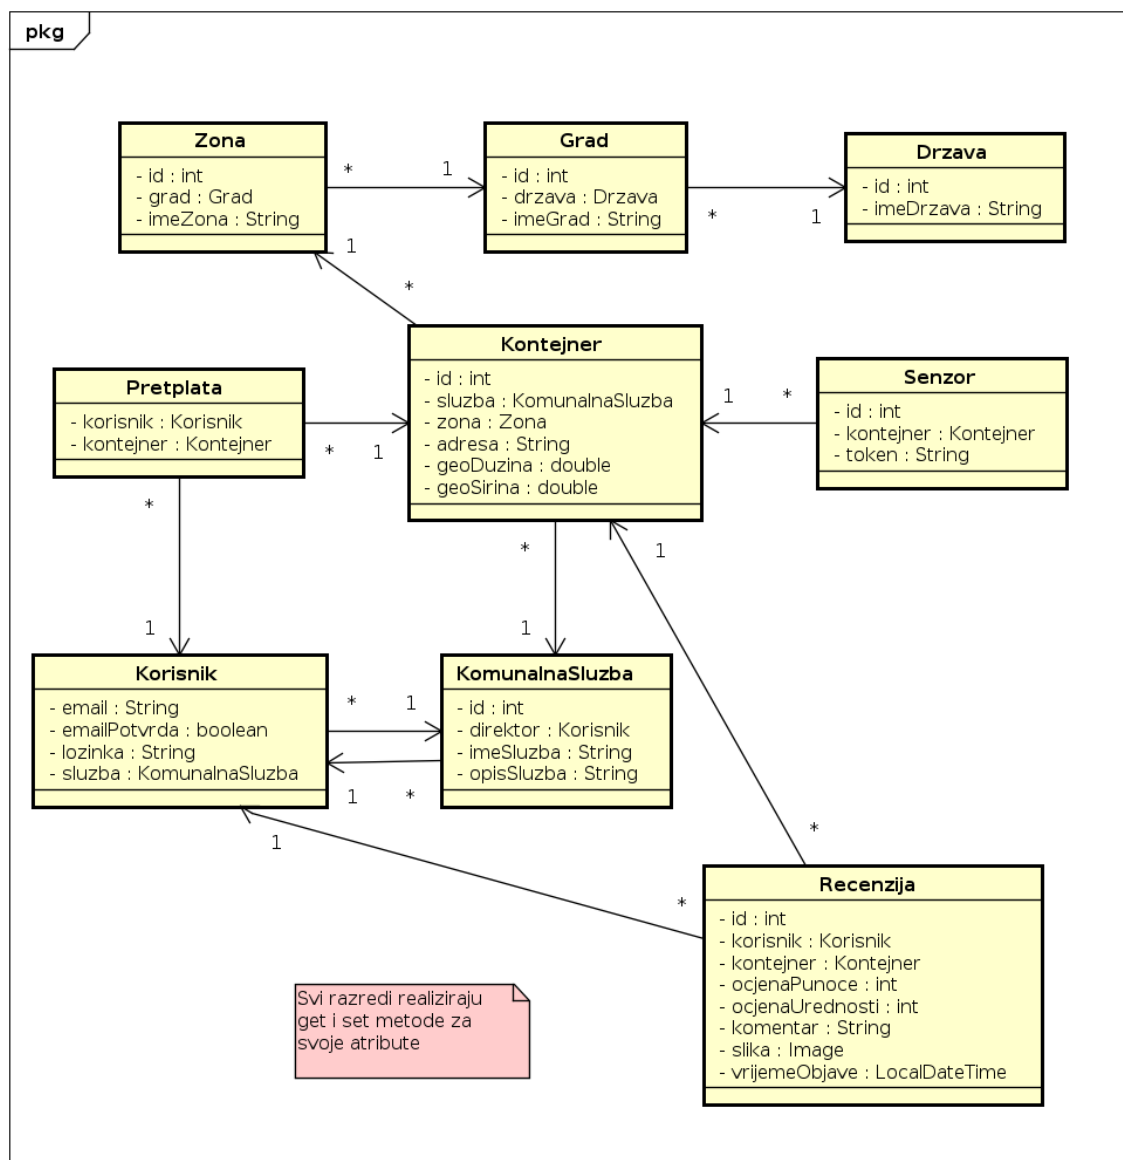 pkg
Zona
- id : int
- grad : Grad
- imeZona : String
*
1
Grad
- id : int
- drzava : Drzava
- imeGrad : String
*
1
Drzava
- id : int
- imeDrzava : String
1
*
Kontejner
- id : int
- sluzba : KomunalnaSluzba
- zona : Zona
- adresa : String
- geoDuzina : double
- geoSirina : double
Pretplata
- korisnik : Korisnik
- kontejner : Kontejner
*
1
1
*
Senzor
- id : int
- kontejner : Kontejner
- token : String
*
1
*
1
1
*
Korisnik
- email : String
- emailPotvrda : boolean
- lozinka : String
- sluzba : KomunalnaSluzba
*
1
1
*
KomunalnaSluzba
- id : int
- direktor : Korisnik
- imeSluzba : String
- opisSluzba : String
1
*
Recenzija
- id : int
- korisnik : Korisnik
- kontejner : Kontejner
- ocjenaPunoce : int
- ocjenaUrednosti : int
- komentar : String
- slika : Image
- vrijemeObjave : LocalDateTime
Svi razredi realiziraju
get i set metode za
svoje atribute